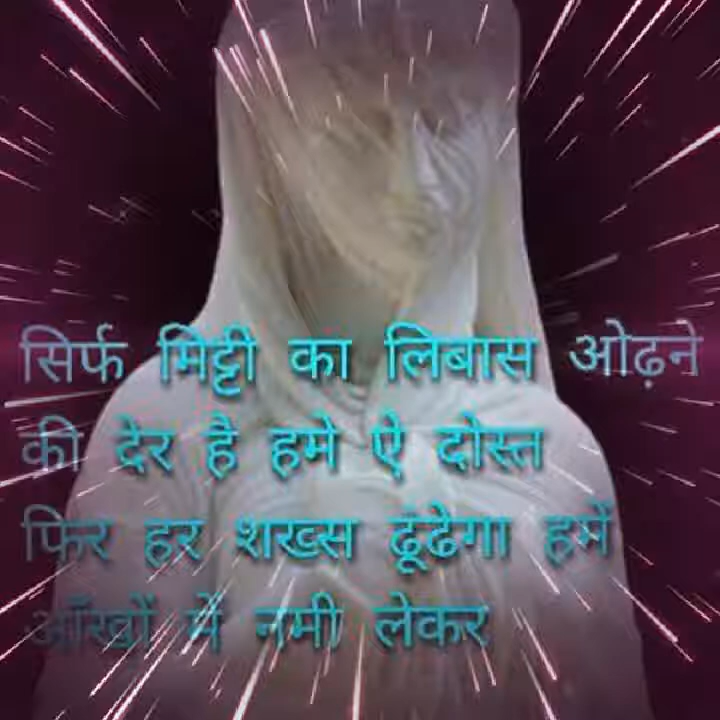 सिर्फ मिट्टी का लिबास ओढ़ने
की देर है हमे ऐ दोस्त
फिर हर शख्स ढूंढेगा हमें
आँखों में नमी लेकर